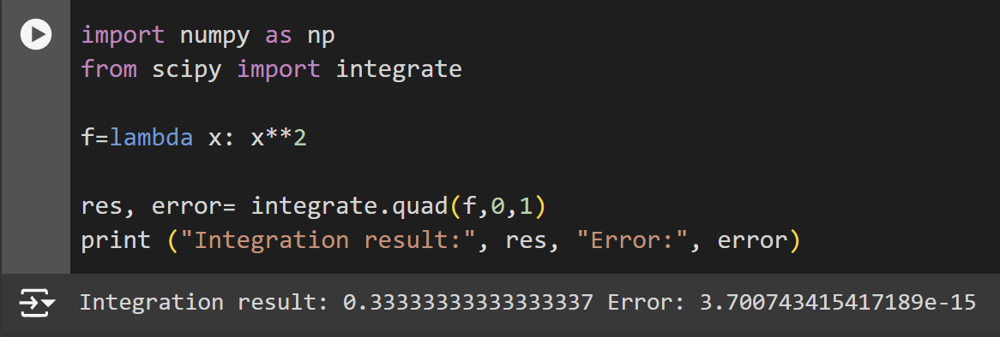 import numpy as np
from scipy import integrate
f=lambda x: x**2
res, error= integrate.quad(f,0,1)
print ("Integration result:", res, "Error:", error)
Integration result: 0.33333333333333337 Error: 3.700743415417189e-15